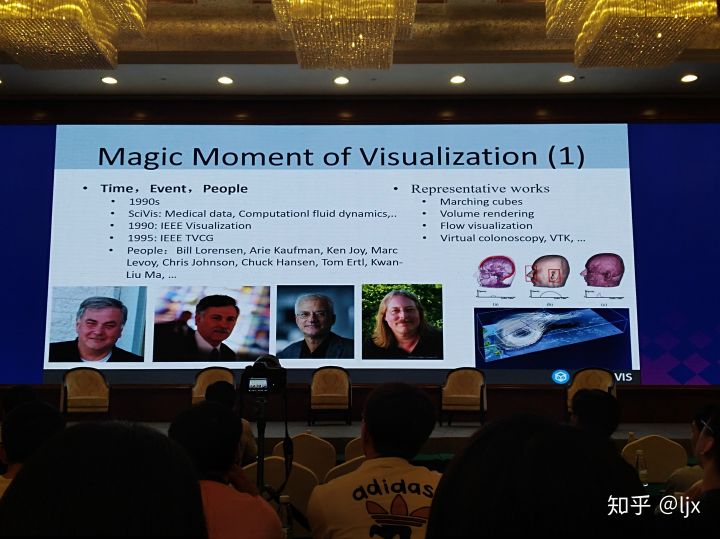 Magic Moment of Visualization (1)
• Time，Event，People
• 1990s
• SciVis: Medical data, Computationl fluid dynamics,..
• 1990: IEEE Visualization
• 1995: IEEE TVCG
• People：Bill Lorensen, Arie Kaufman, Ken Joy, Marc
Levoy, Chris Johnson, Chuck Hansen, Tom Ertl, Kwan-
Liu Ma, ...
• Representative works
• Marching cubes
• Volume rendering
• Flow visualization
• Virtual colonoscopy, VTK, ...
(a) (b) (c)
VIS
adidas
知乎 @ljx